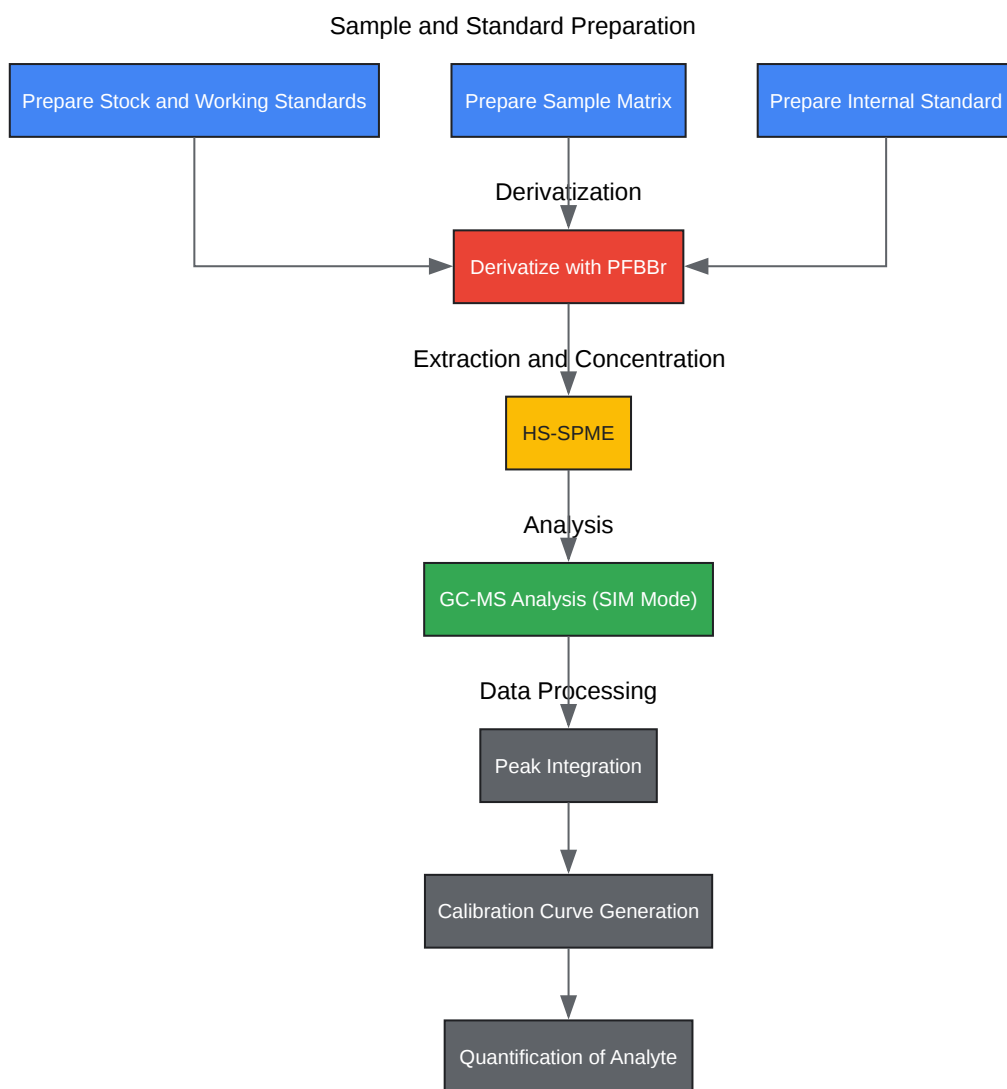 Sample and Standard Preparation
Prepare Stock and Working Standards
Prepare Sample Matrix
Prepare Internal Standard
Derivatization
Derivatize with PFBBr
Extraction and Concentration
HS-SPME
Analysis
GC-MS Analysis (SIM Mode)
Data Processing
Peak Integration
Calibration Curve Generation
Quantification of Analyte